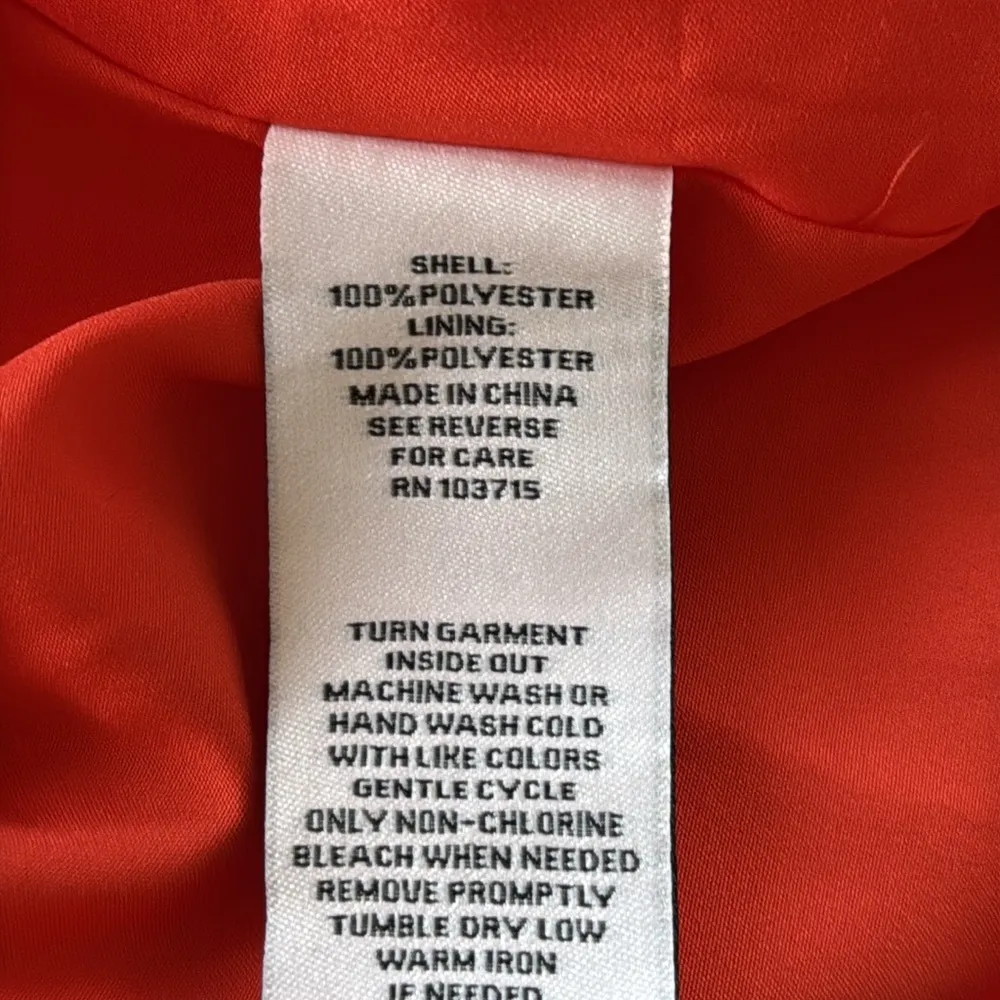 SHELL:
100%POLYESTER
LINING:
100%POLYESTER
MADE IN CHINA
SEE REVERSE
FOR CARE
RN 103715
TURN GARMENT
INSIDE OUT
MACHINE WASH OR
HAND WASH COLD
WITH LIKE COLORS
GENTLE CYCLE
ONLY NON-CHLORINE
BLEACH WHEN NEEDED
REMOVE PROMPTLY
TUMBLE DRY LOW
WARM IRON
IF NEEDED